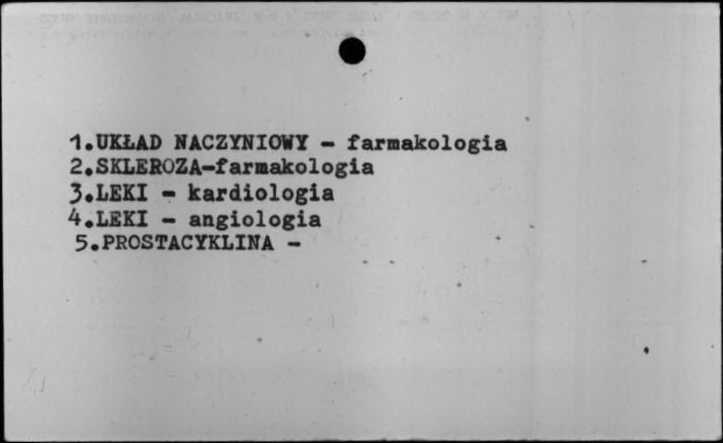 1.UKŁAD NACZYNIOWY - farmakologia
2.SKLEROZA-farmakologia
3.LEKI - kardiologia
4.LEKI - angiologia
5.PROSTACYKLINA -